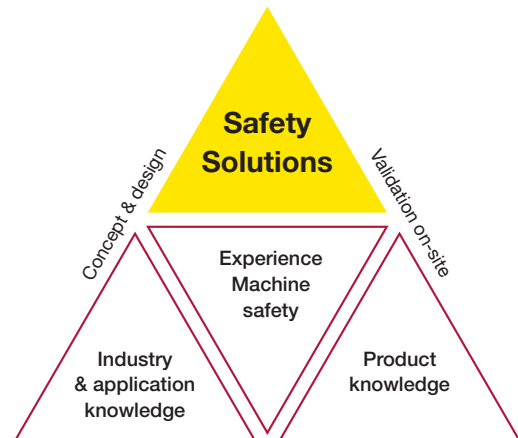 Safety
Solutions
Concept & design
Validation on-site
Experience
Machine
safety
Industry
& application
knowledge
Product
knowledge